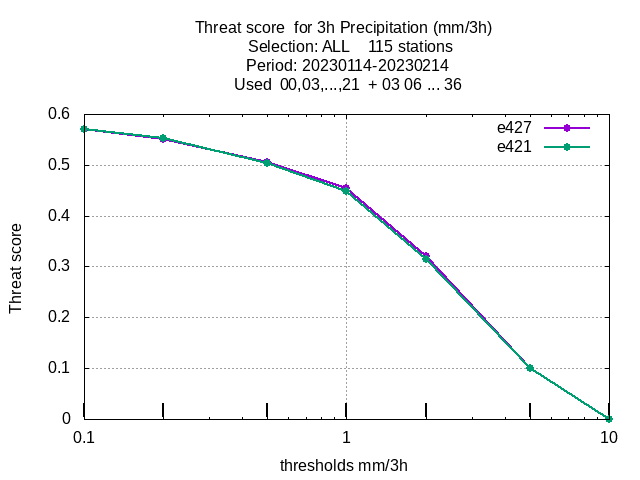 Threat score  for 3h Precipitation (mm/3h)
Selection: ALL    115 stations
Period: 20230114-20230214
Used  00,03,...,21  + 03 06 ... 36
e427
e421
0.6
0.5
0.4
0.3
0.2
0.1
0
Threat score
0.1
1
10
thresholds mm/3h